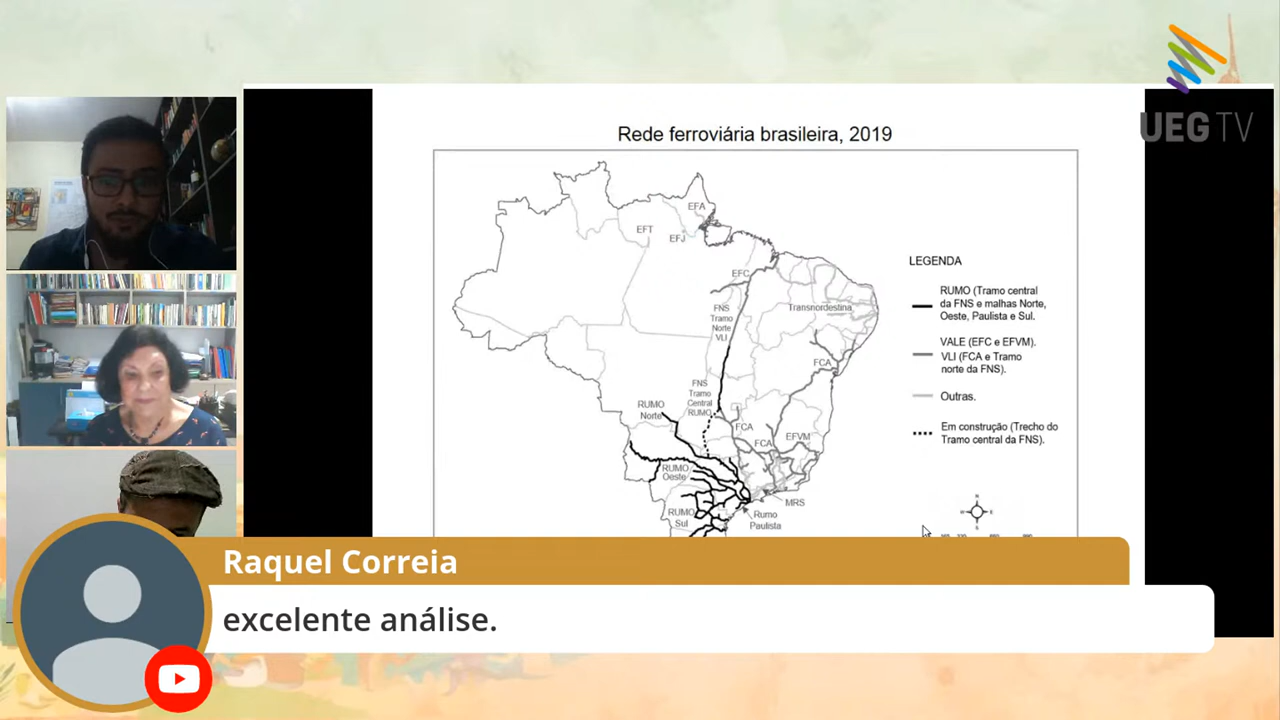 UEG TV
Rede ferroviária brasileira, 2019
EFA
EFT
EFJ
EFC
FNS
Tramo
Norte
VLI
Transnordestina
FCA
FNS
Tramo
Central
RUMO
RUMO
Norte
FCA
FCA
EFVM
RUMO
Oeste
MRS
RUMO
Sul
Rumo
Paulista
LEGENDA
RUMO (Tramo central
da FNS e malhas Norte,
Oeste, Paulista e Sul.
VALE (EFC e EFVM).
VLI (FCA e Tramo
norte da FNS).
Outras.
Em construção (Trecho do
Tramo central da FNS).
Raquel Correia
excelente análise.